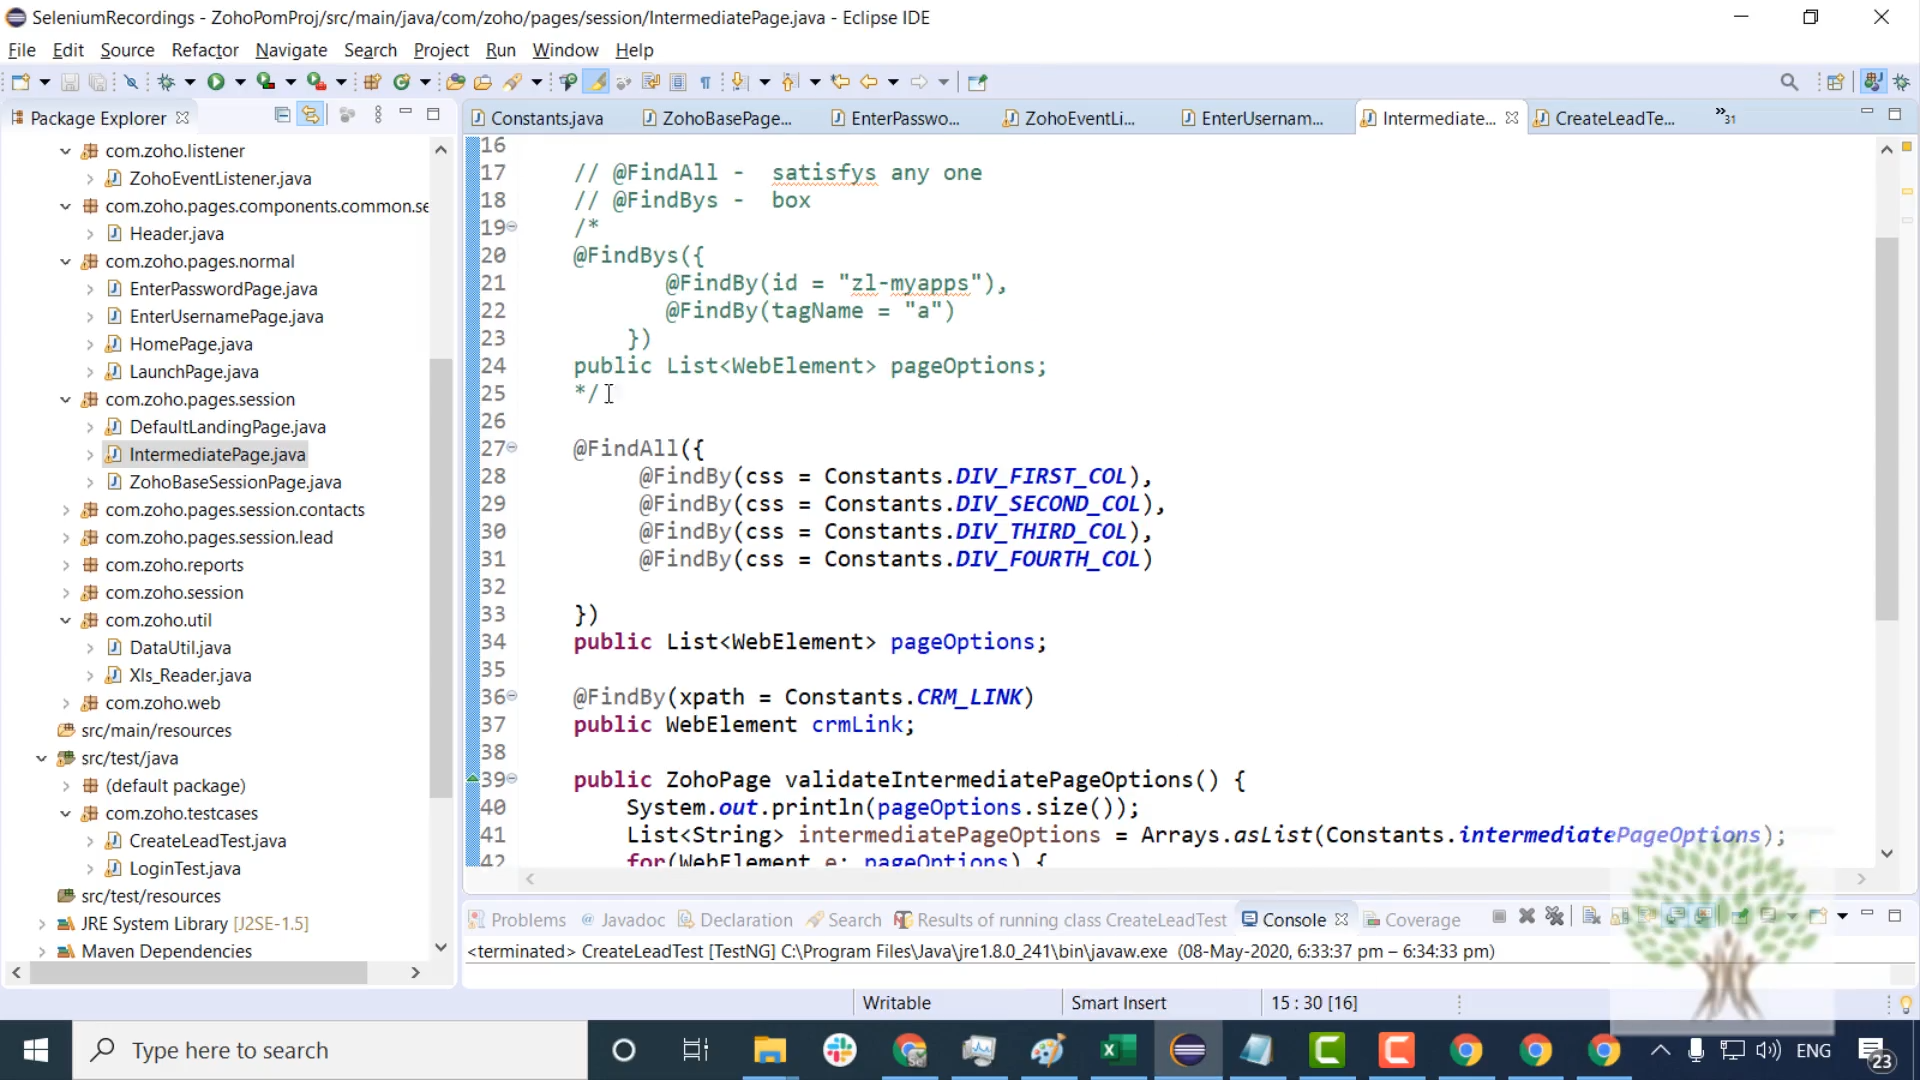 SeleniumRecordings - ZohoPomProj/src/main/java/com/zoho/pages/session/IntermediatePage.java - Eclipse IDE
File Edit Source Refactor Navigate Search Project Run Window Help
Package Explorer
Constants.java ZohoBasePage... EnterPasswo... ZohoEventLi... EnterUsernam... Intermediate... CreateLeadTe... »31
com.zoho.listener
ZohoEventListener.java
com.zoho.pages.components.common.se
Header.java
com.zoho.pages.normal
EnterPasswordPage.java
EnterUsernamePage.java
HomePage.java
LaunchPage.java
com.zoho.pages.session
DefaultLandingPage.java
IntermediatePage.java
ZohoBaseSessionPage.java
com.zoho.pages.session.contacts
com.zoho.pages.session.lead
com.zoho.reports
com.zoho.session
com.zoho.util
DataUtil.java
Xls_Reader.java
com.zoho.web
src/main/resources
src/test/java
(default package)
com.zoho.testcases
CreateLeadTest.java
LoginTest.java
src/test/resources
JRE System Library [J2SE-1.5]
Maven Dependencies
16
17 // @FindAll - satisfys any one
18 // @FindBys - box
19 /*
20 @FindBys({
21 @FindBy(id = "zl-myapps"),
22 @FindBy(tagName = "a")
23 })
24 public List<WebElement> pageOptions;
25 */
26
27 @FindAll({
28 @FindBy(css = Constants.DIV_FIRST_COL),
29 @FindBy(css = Constants.DIV_SECOND_COL),
30 @FindBy(css = Constants.DIV_THIRD_COL),
31 @FindBy(css = Constants.DIV_FOURTH_COL)
32
33 })
34 public List<WebElement> pageOptions;
35
36 @FindBy(xpath = Constants.CRM_LINK)
37 public WebElement crmLink;
38
39 public ZohoPage validateIntermediatePageOptions() {
40 System.out.println(pageOptions.size());
41 List<String> intermediatePageOptions = Arrays.asList(Constants.intermediatePageOptions);
42 for(WebElement e: pageOptions) {
Problems Javadoc Declaration Search Results of running class CreateLeadTest Console Coverage
<terminated> CreateLeadTest [TestNG] C:\Program Files\Java\jre1.8.0_241\bin\javaw.exe (08-May-2020, 6:33:37 pm – 6:34:33 pm)
Writable Smart Insert 15 : 30 [16]
Type here to search
ENG
23